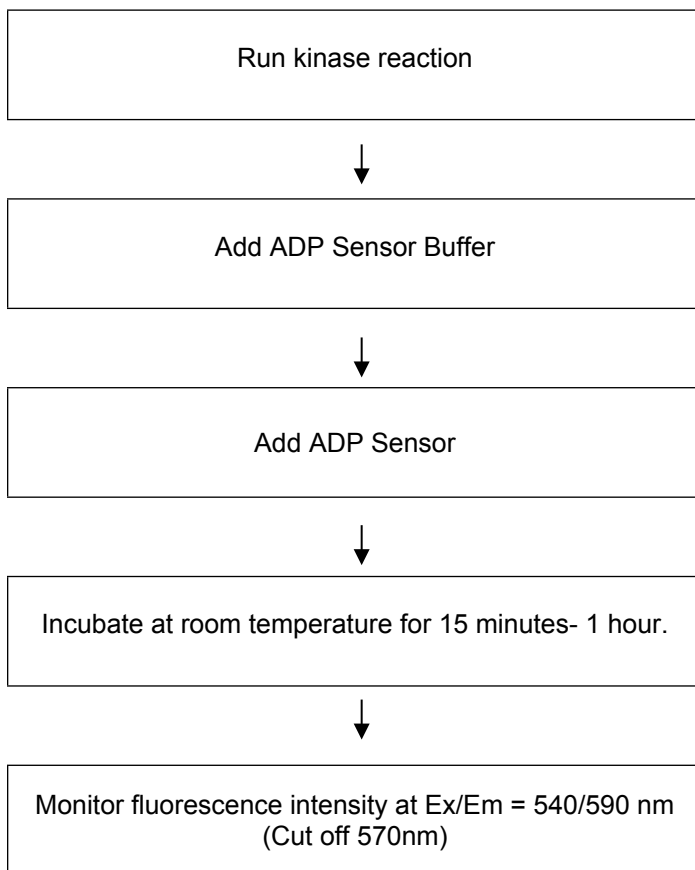 Run kinase reaction
Add ADP Sensor Buffer
Add ADP Sensor
Incubate at room temperature for 15 minutes- 1 hour.
Monitor fluorescence intensity at Ex/Em = 540/590 nm
(Cut off 570nm)